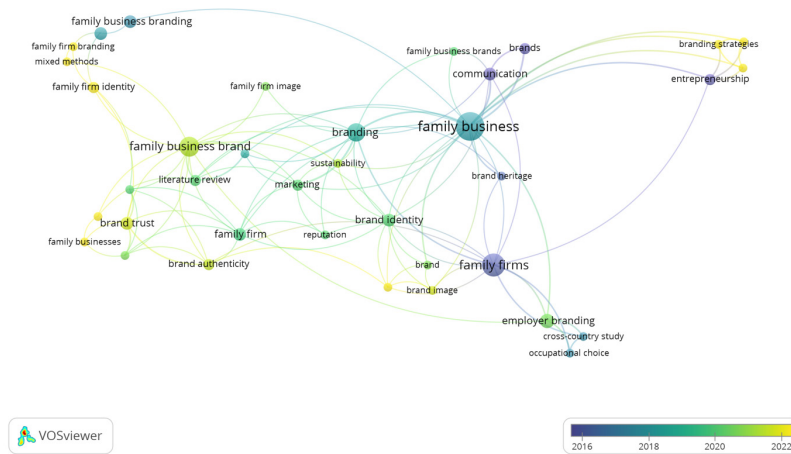 family business branding
family firm branding
mixed methods
family firm identity
family firm image
family business brands
brands
communication
branding strategies
entrepreneurship
family business
branding
family business brand
sustainability
literature review
marketing
brand heritage
brand trust
brand identity
family firm
reputation
family businesses
brand authenticity
brand
family firms
brand image
employer branding
cross-country study
occupational choice
VOSviewer
2016 2018 2020 2022